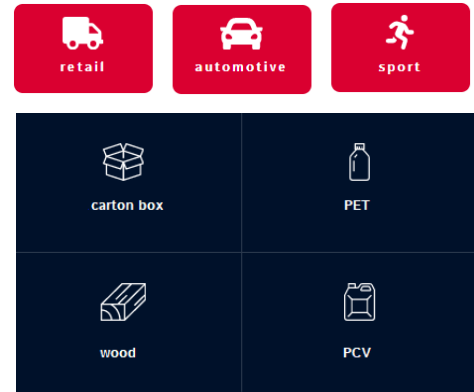 retail
automotive
sport
carton box
PET
wood
PCV